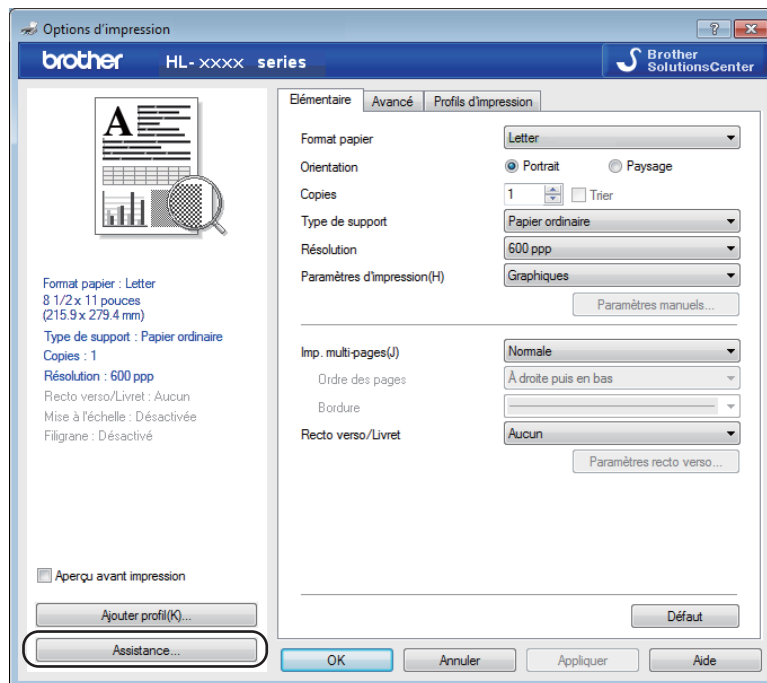 Options d'impression
brother HL-xxxx series
Brother
SolutionsCenter
A
Format papier : Letter
8 1/2 x 11 pouces
(215.9 x 279.4 mm)
Type de support : Papier ordinaire
Copies : 1
Résolution : 600 ppp
Recto verso/Livret : Aucun
Mise à l'échelle : Désactivée
Filigrane : Désactivé
Aperçu avant impression
Ajouter profil(K)...
Assistance...
Elémentaire Avancé Profils d'impression
Format papier Letter
Orientation Portrait Paysage
Copies 1 Trier
Type de support Papier ordinaire
Résolution 600 ppp
Paramètres d'impression(H) Graphiques
Paramètres manuels...
Imp. multi-pages(J) Normale
Ordre des pages À droite puis en bas
Bordure
Recto verso/Livret Aucun
Paramètres recto verso...
Défaut
OK Annuler Appliquer Aide